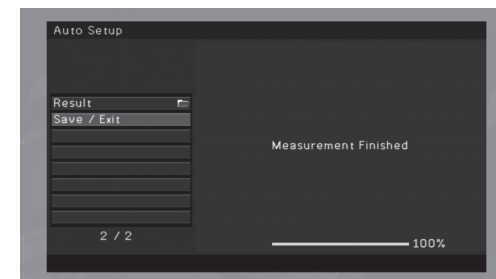 Auto Setup
Result
Save / Exit
Measurement Finished
2 / 2
100%